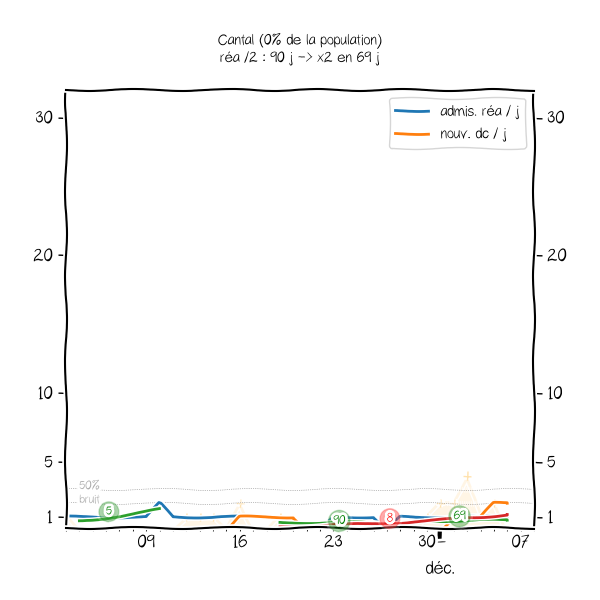 Cantal (0% de la population)
réa /2 : 90 j -> x2 en 69 j
admis. réa / j
nouv. dc / j
30 30
20 20
10 10
5 5
50%
bruit
5 90 8 69
1 1
09 16 23 30 07
déc.